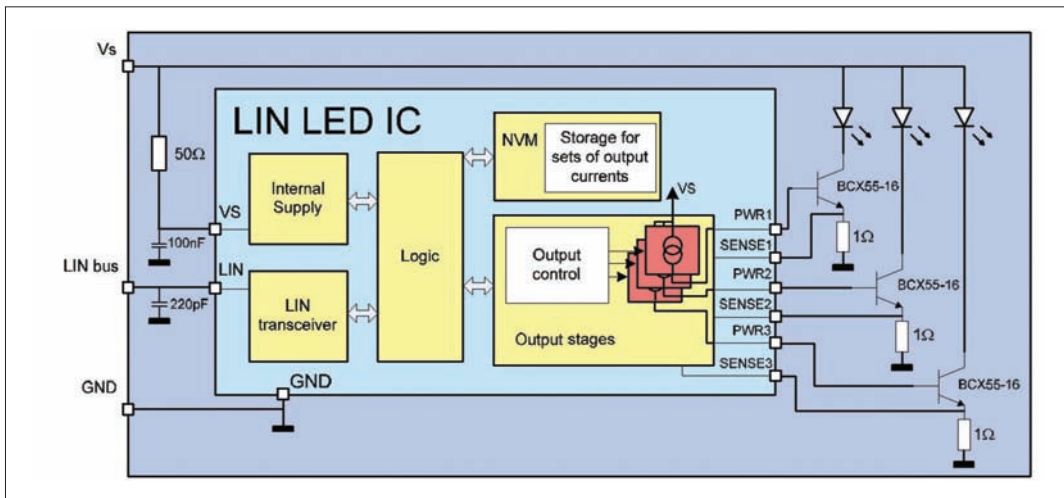 Vs
LIN LED IC
50Ω
NVM
Storage for
sets of output
currents
Internal
Supply
VS
100nF
Logic
VS
LIN bus
LIN
220pF
LIN
transceiver
Output
control
Output stages
PWR1
SENSE1
PWR2
SENSE2
PWR3
SENSE3
BCX55-16
1Ω
BCX55-16
1Ω
BCX55-16
1Ω
GND
GND